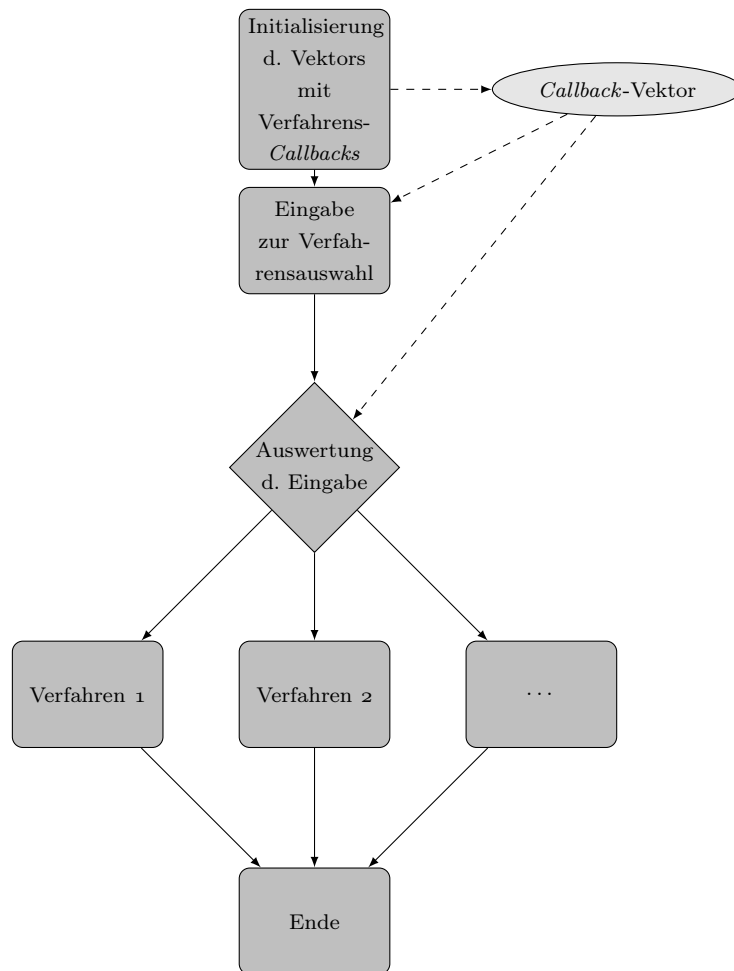 Initialisierung
d. Vektors
mit
Verfahrens-
Callbacks
Callback-Vektor
Eingabe
zur Verfah-
rensauswahl
Auswertung
d. Eingabe
Verfahren 1
Verfahren 2
...
Ende